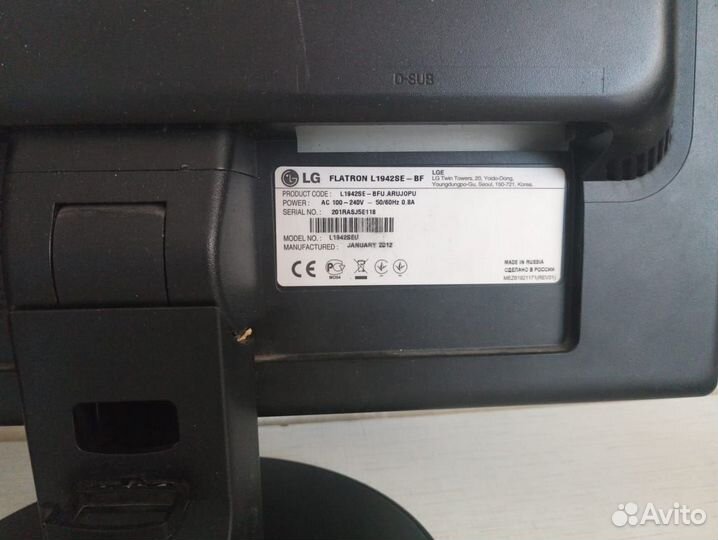 D-SUB
LG FLATRON L1942SE-BF
LGE
LG Twin Towers, 20, Yoido-Dong,
Youngdungpo-Gu, Seoul, 150-721, Korea.
PRODUCT CODE : L1942SE-BFU.ARUJOPU
POWER : AC 100-240V ~ 50/60Hz 0.8A
SERIAL NO. : 201RASJ5E118
MODEL NO. : L1942SEU
MANUFACTURED : JANUARY 2012
CE
MADE IN RUSSIA
СДЕЛАНО В РОССИИ
Avito